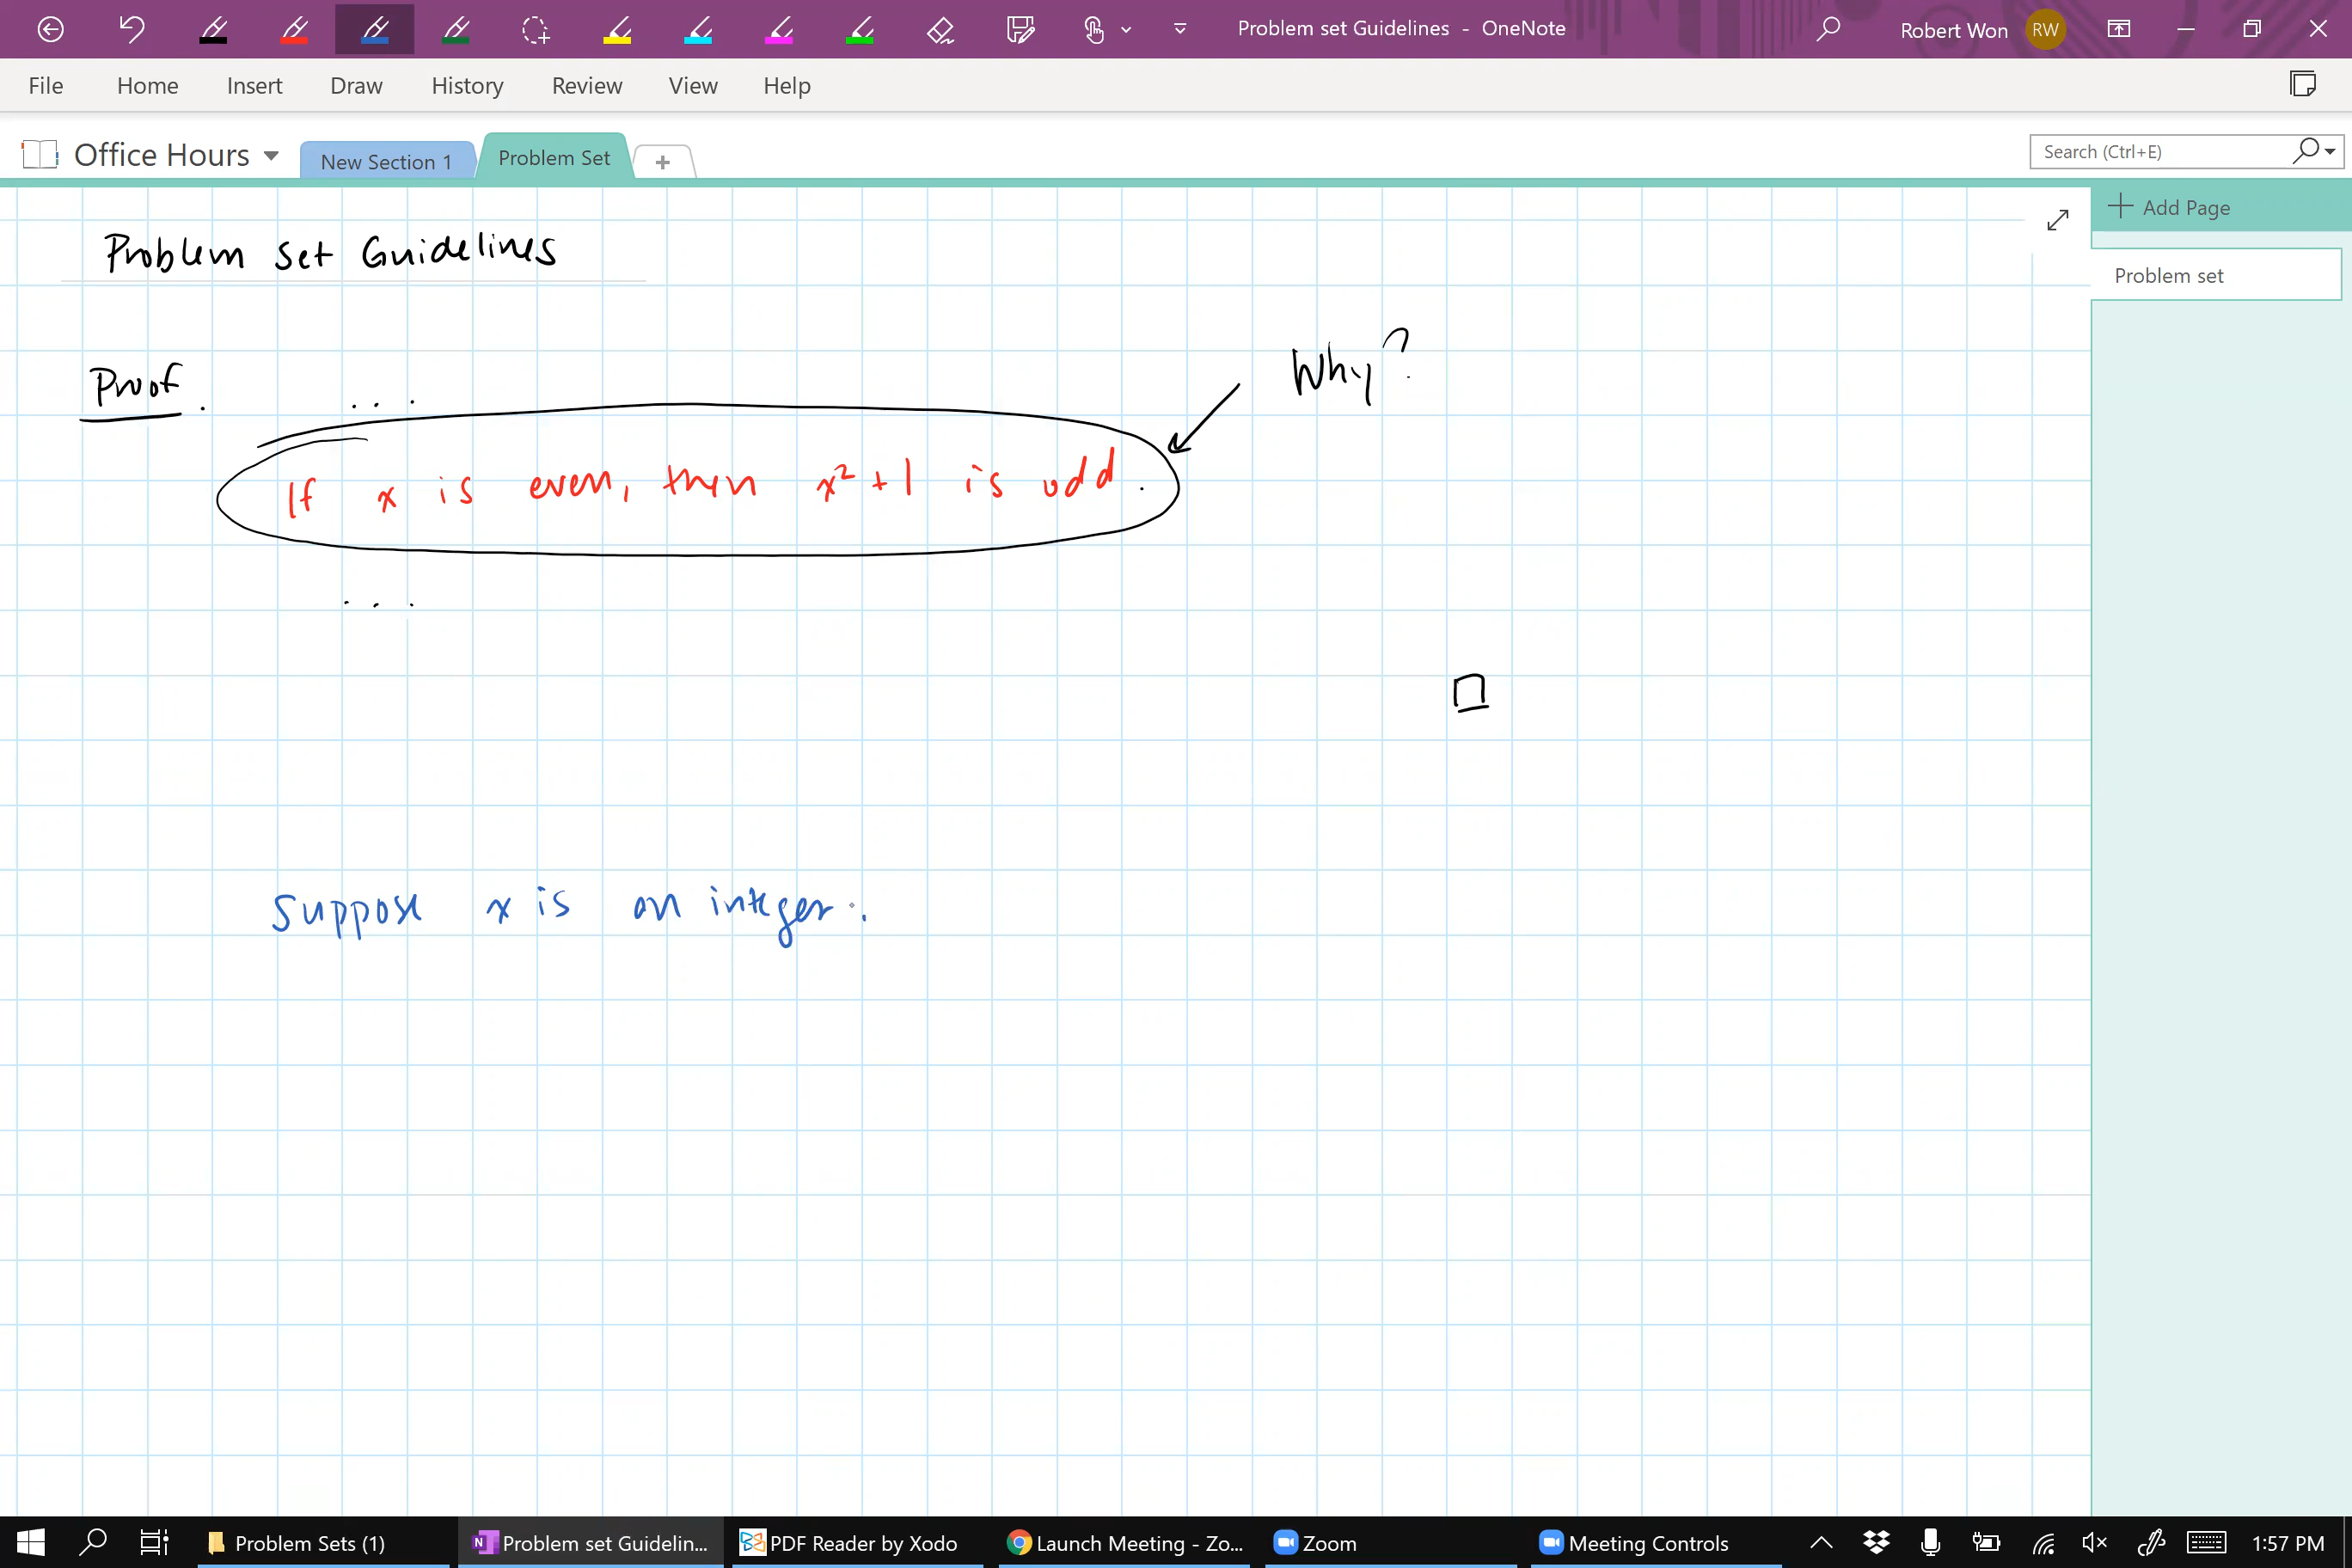 Problem set Guidelines - OneNote
Robert Won RW
File Home Insert Draw History Review View Help
Office Hours New Section 1 Problem Set + Search (Ctrl+E)
Add Page
Problem set
Problem set Guidelines
Proof. ...
Why?
If x is even, then x²+1 is odd.
...
□
Suppose x is an integer.
Problem Sets (1) Problem set Guidelin... PDF Reader by Xodo Launch Meeting - Zo... Zoom Meeting Controls 1:57 PM